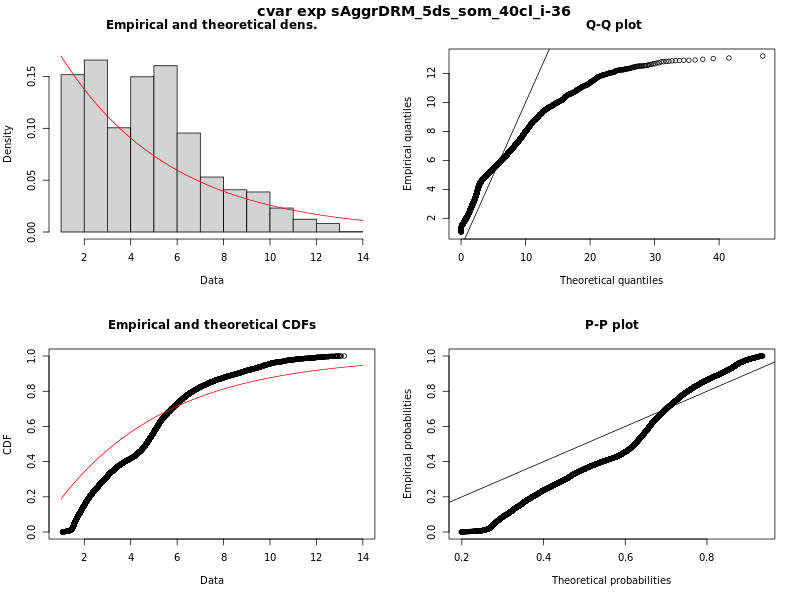 cvar exp sAggrDRM_5ds_som_40cl_i-36
Empirical and theoretical dens.
Density
0.00 0.05 0.10 0.15
2 4 6 8 10 12 14
Data
Q-Q plot
Empirical quantiles
2 4 6 8 10 12
0 10 20 30 40
Theoretical quantiles
Empirical and theoretical CDFs
CDF
0.0 0.2 0.4 0.6 0.8 1.0
2 4 6 8 10 12 14
Data
P-P plot
Empirical probabilities
0.0 0.2 0.4 0.6 0.8 1.0
0.2 0.4 0.6 0.8
Theoretical probabilities